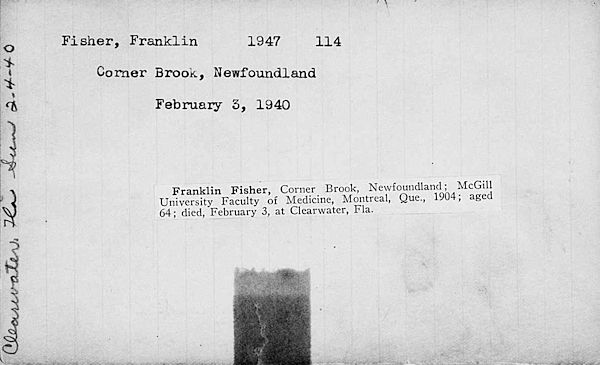 Fisher, Franklin 1947 114
Corner Brook, Newfoundland
February 3, 1940
Franklin Fisher, Corner Brook, Newfoundland; McGill
University Faculty of Medicine, Montreal, Que., 1904; aged
64; died, February 3, at Clearwater, Fla.
Clearwater, Fla Sun 2-4-40